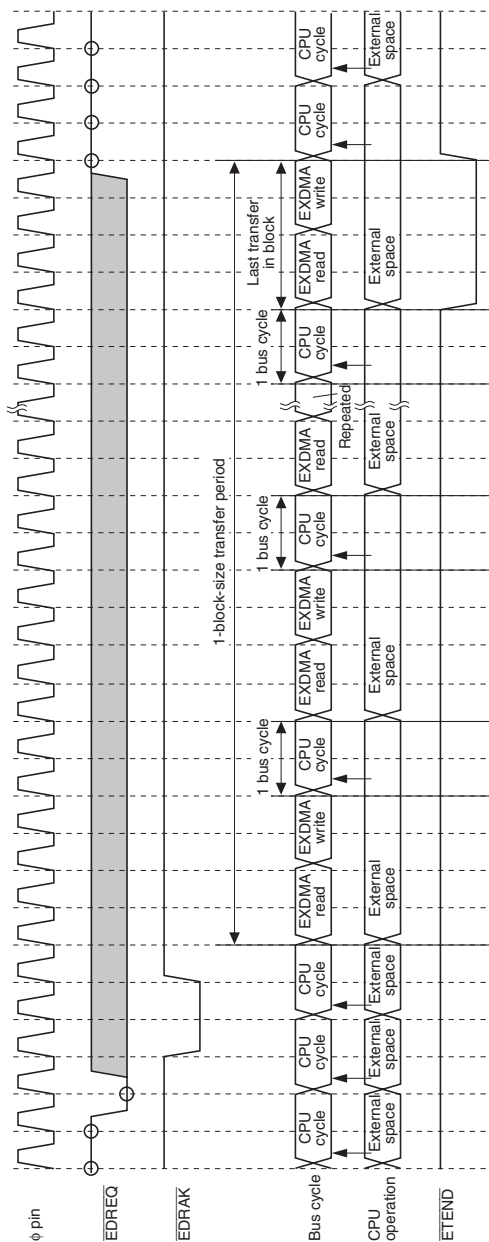 φ pin
EDREQ
EDRAK
1-block-size transfer period
1 bus cycle
1 bus cycle
1 bus cycle
Last transfer
in block
Bus cycle
CPU
cycle
CPU
cycle
CPU
cycle
EXDMA
read
EXDMA
write
CPU
cycle
EXDMA
read
EXDMA
write
CPU
cycle
EXDMA
read
Repeated
CPU
cycle
EXDMA
read
EXDMA
write
CPU
cycle
CPU
cycle
CPU
operation
External
space
External
space
External
space
External
space
External
space
External
space
External
space
External
space
ETEND